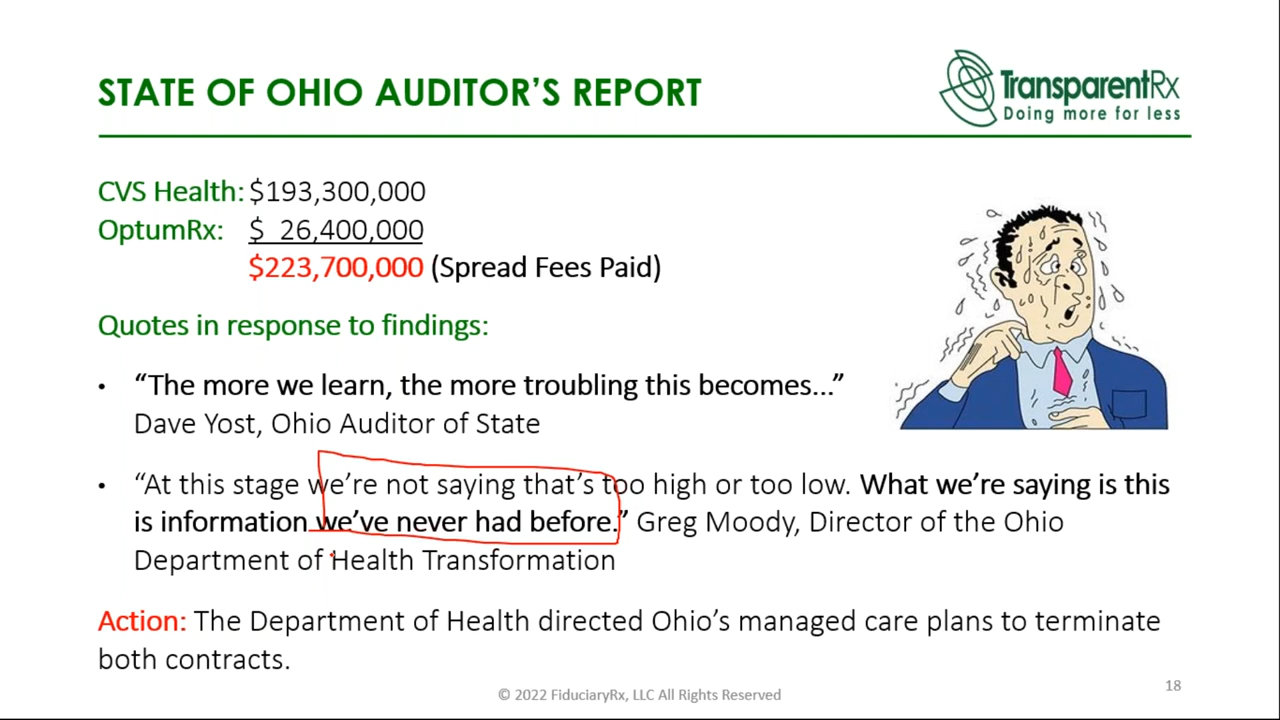 STATE OF OHIO AUDITOR’S REPORT
TransparentRx
Doing more for less
CVS Health: $193,300,000
OptumRx: $ 26,400,000
$223,700,000 (Spread Fees Paid)
Quotes in response to findings:
• “The more we learn, the more troubling this becomes…”
Dave Yost, Ohio Auditor of State
• “At this stage we’re not saying that’s too high or too low. What we’re saying is this
is information we’ve never had before.” Greg Moody, Director of the Ohio
Department of Health Transformation
Action: The Department of Health directed Ohio’s managed care plans to terminate
both contracts.
© 2022 FiduciaryRx, LLC All Rights Reserved
18